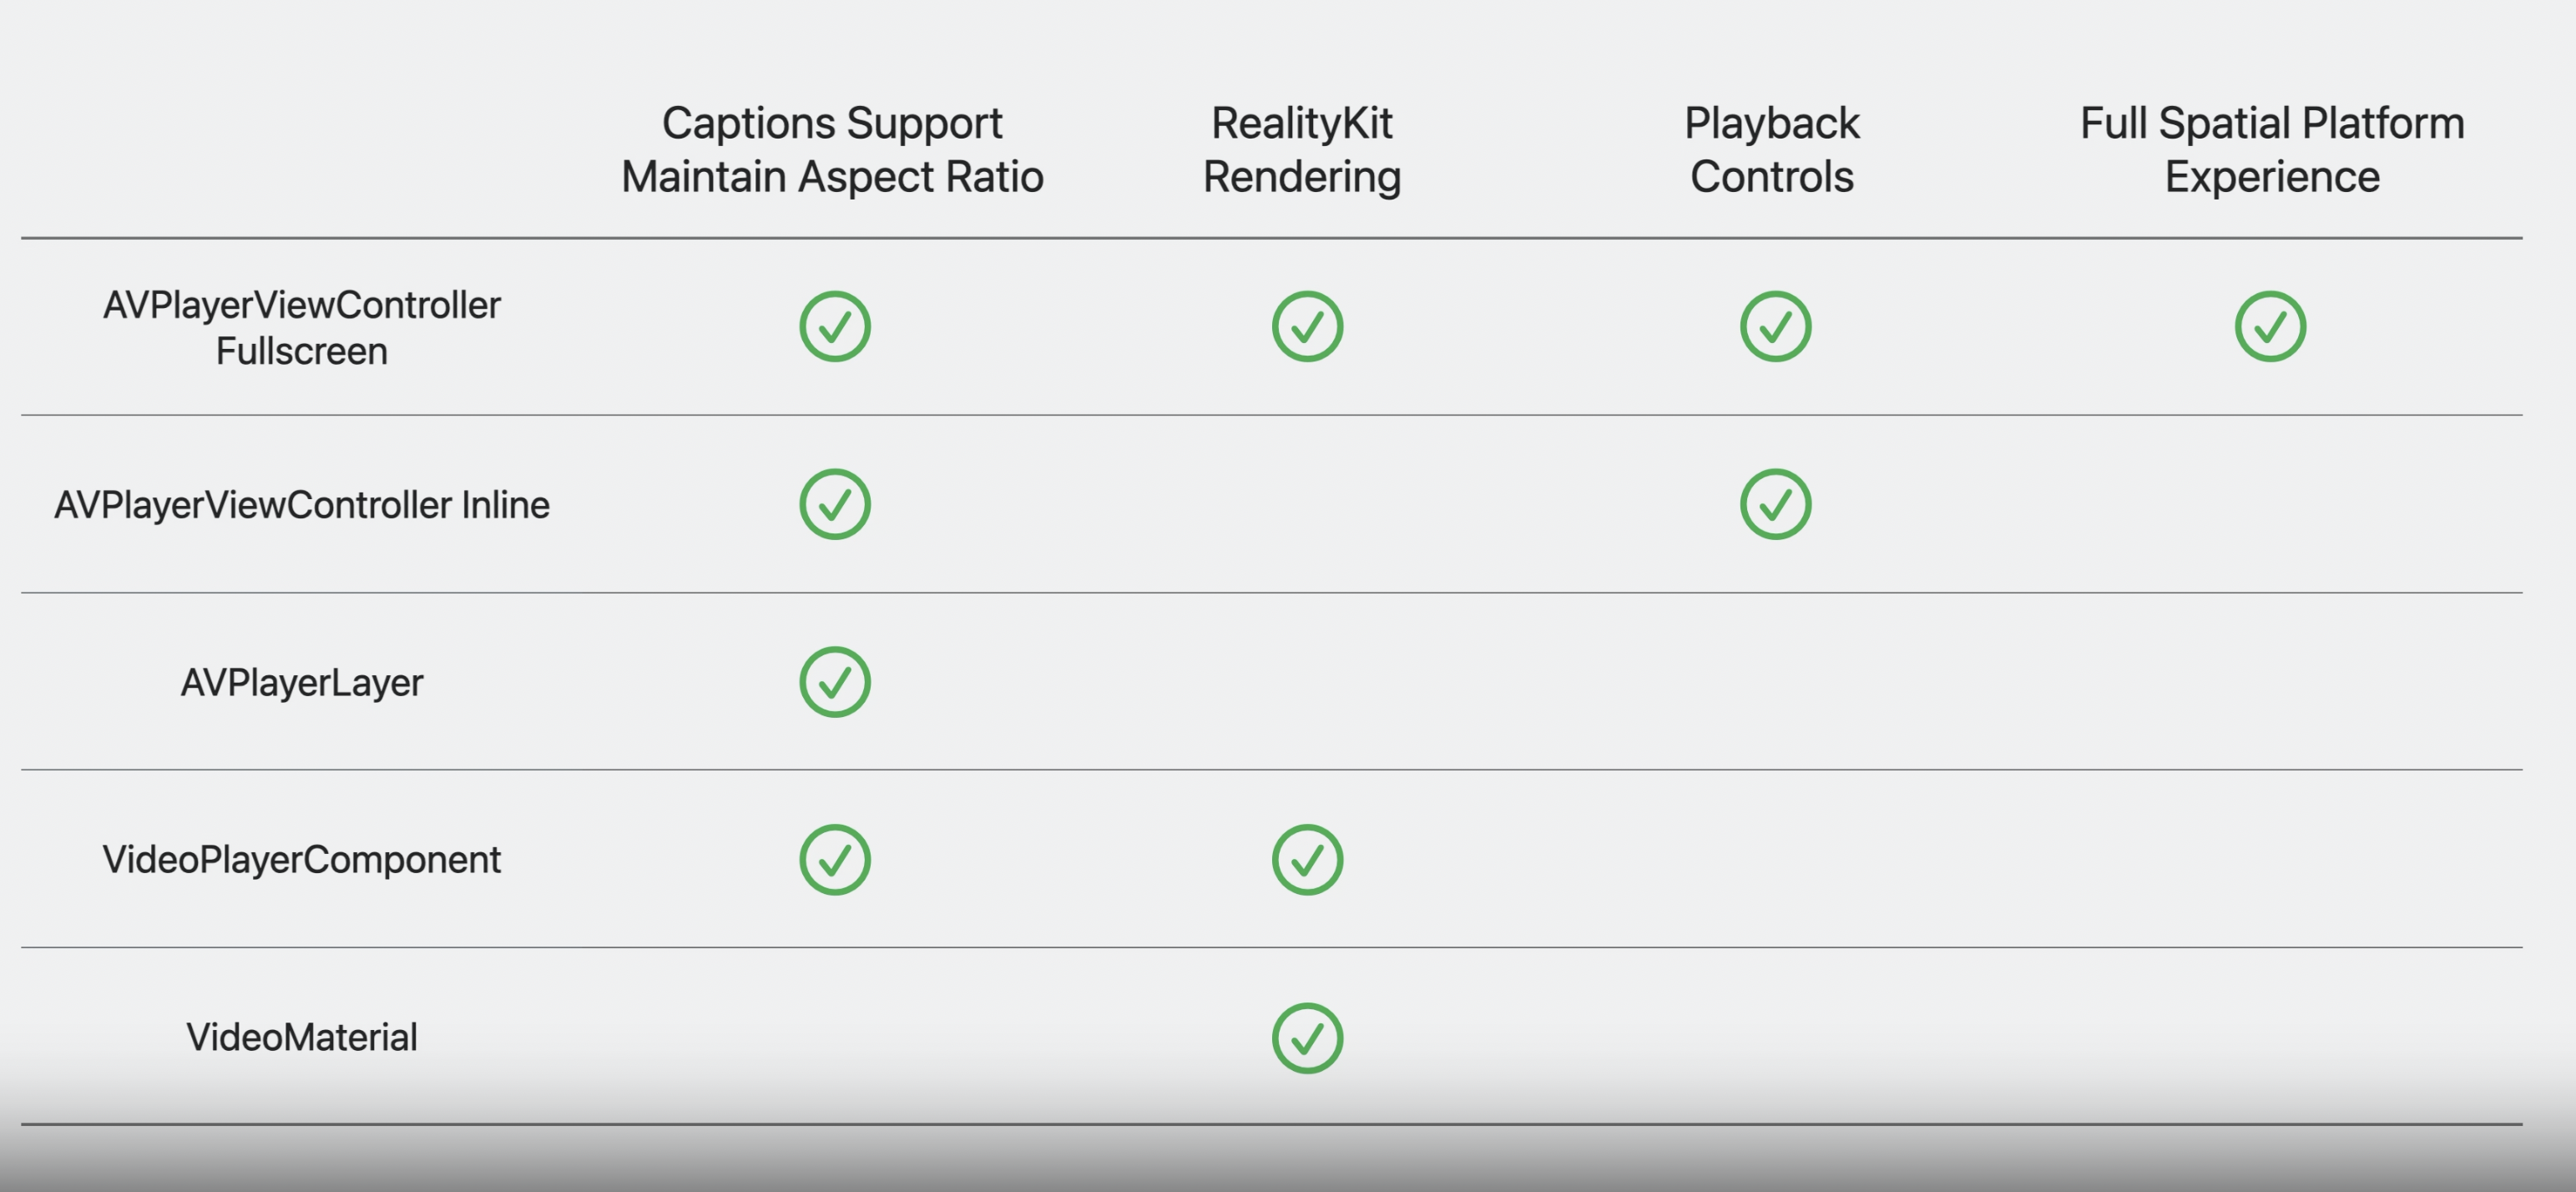 Captions Support
Maintain Aspect Ratio
RealityKit
Rendering
Playback
Controls
Full Spatial Platform
Experience
AVPlayerViewController
Fullscreen
AVPlayerViewController Inline
AVPlayerLayer
VideoPlayerComponent
VideoMaterial